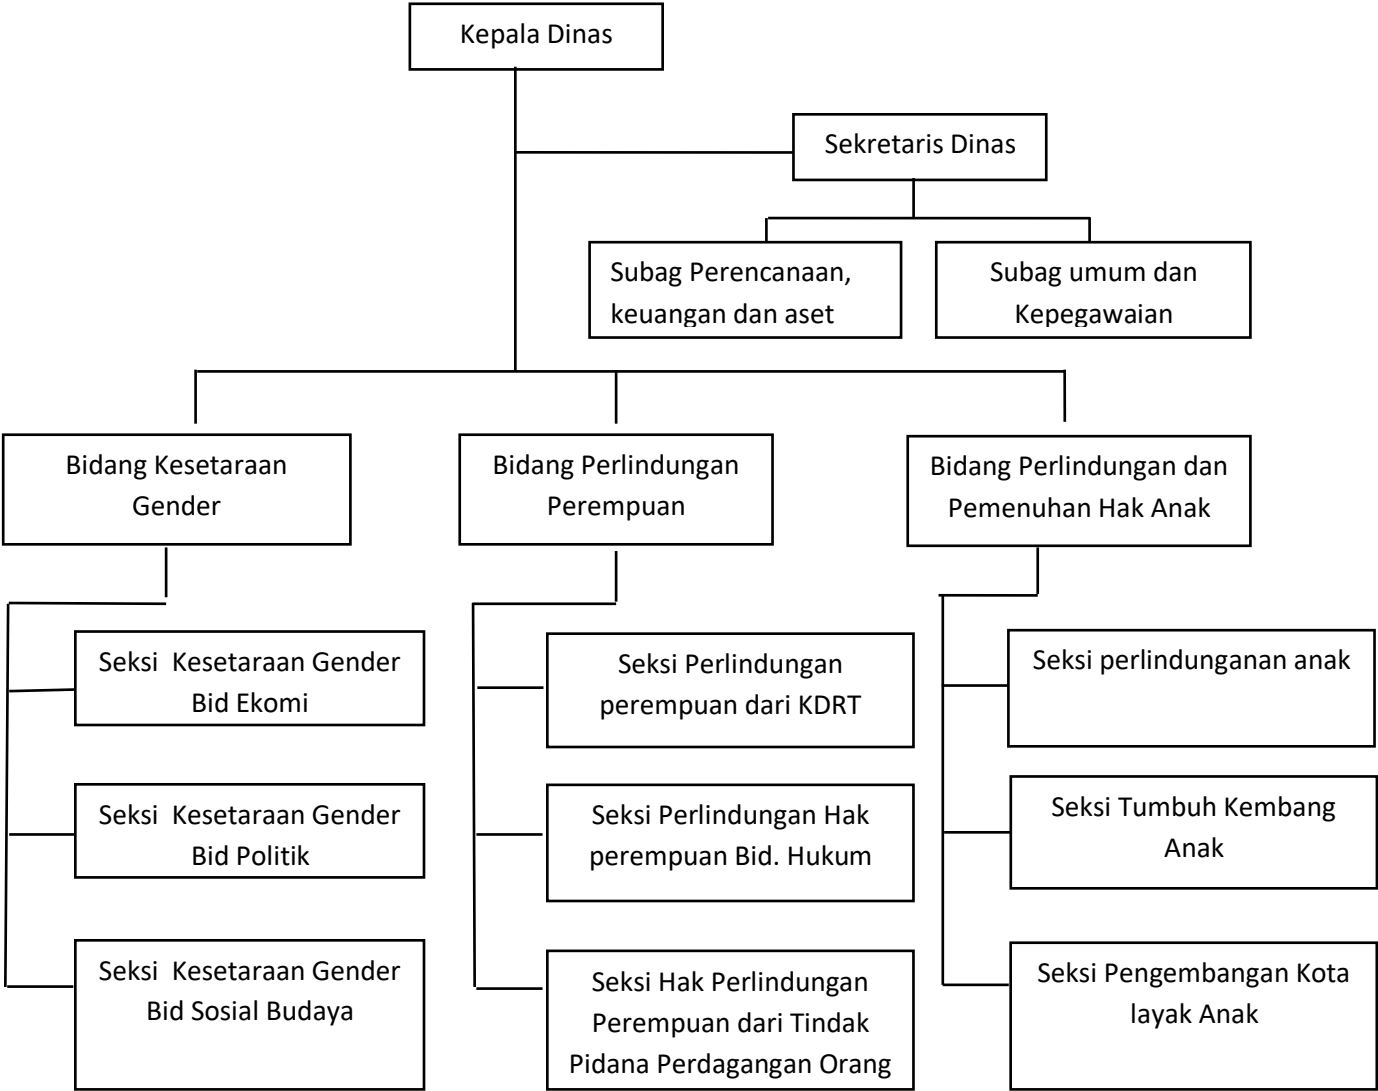 Kepala Dinas
Sekretaris Dinas
Subag Perencanaan,
keuangan dan aset
Subag umum dan
Kepegawaian
Bidang Kesetaraan
Gender
Bidang Perlindungan
Perempuan
Bidang Perlindungan dan
Pemenuhan Hak Anak
Seksi  Kesetaraan Gender
Bid Ekomi
Seksi Perlindungan
perempuan dari KDRT
Seksi perlindunganan anak
Seksi  Kesetaraan Gender
Bid Politik
Seksi Perlindungan Hak
perempuan Bid. Hukum
Seksi Tumbuh Kembang
Anak
Seksi  Kesetaraan Gender
Bid Sosial Budaya
Seksi Hak Perlindungan
Perempuan dari Tindak
Pidana Perdagangan Orang
Seksi Pengembangan Kota
layak Anak